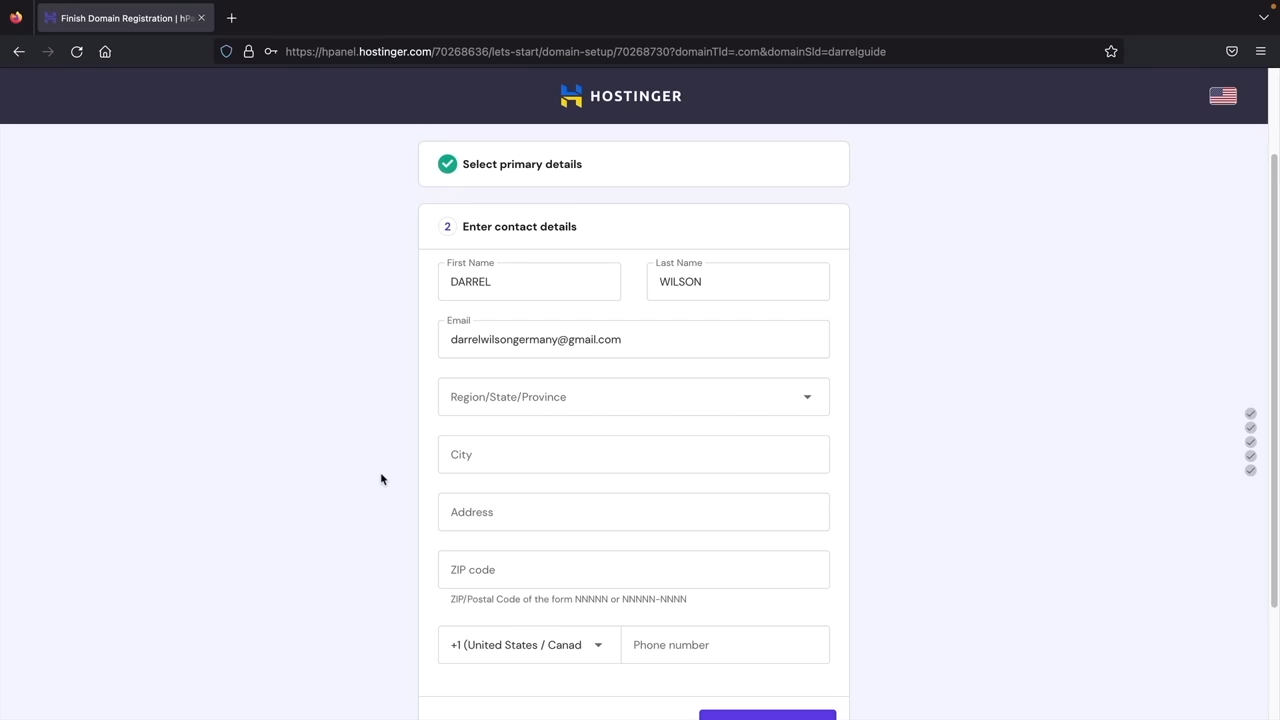 Finish Domain Registration | hPa
https://hpanel.hostinger.com/70268636/lets-start/domain-setup/70268730?domainTld=.com&domainSld=darrelguide
HOSTINGER
Select primary details
2 Enter contact details
First Name
Last Name
DARREL
WILSON
Email
darrelwilsongermany@gmail.com
Region/State/Province
City
Address
ZIP code
ZIP/Postal Code of the form NNNNN or NNNNN-NNNN
+1 (United States / Canad
Phone number